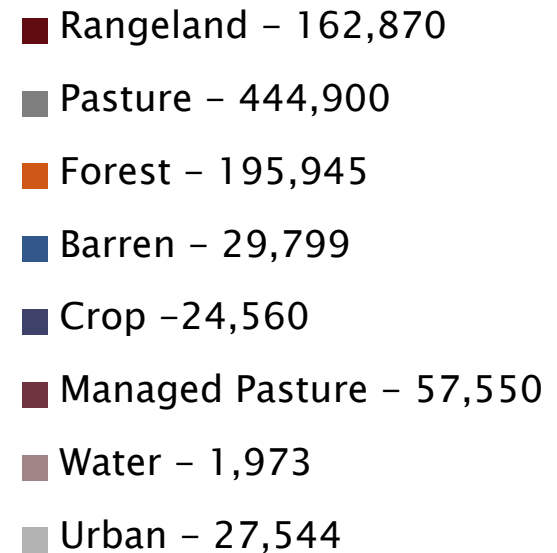 Rangeland – 162,870
Pasture – 444,900
Forest – 195,945
Barren – 29,799
Crop –24,560
Managed Pasture – 57,550
Water – 1,973
Urban – 27,544